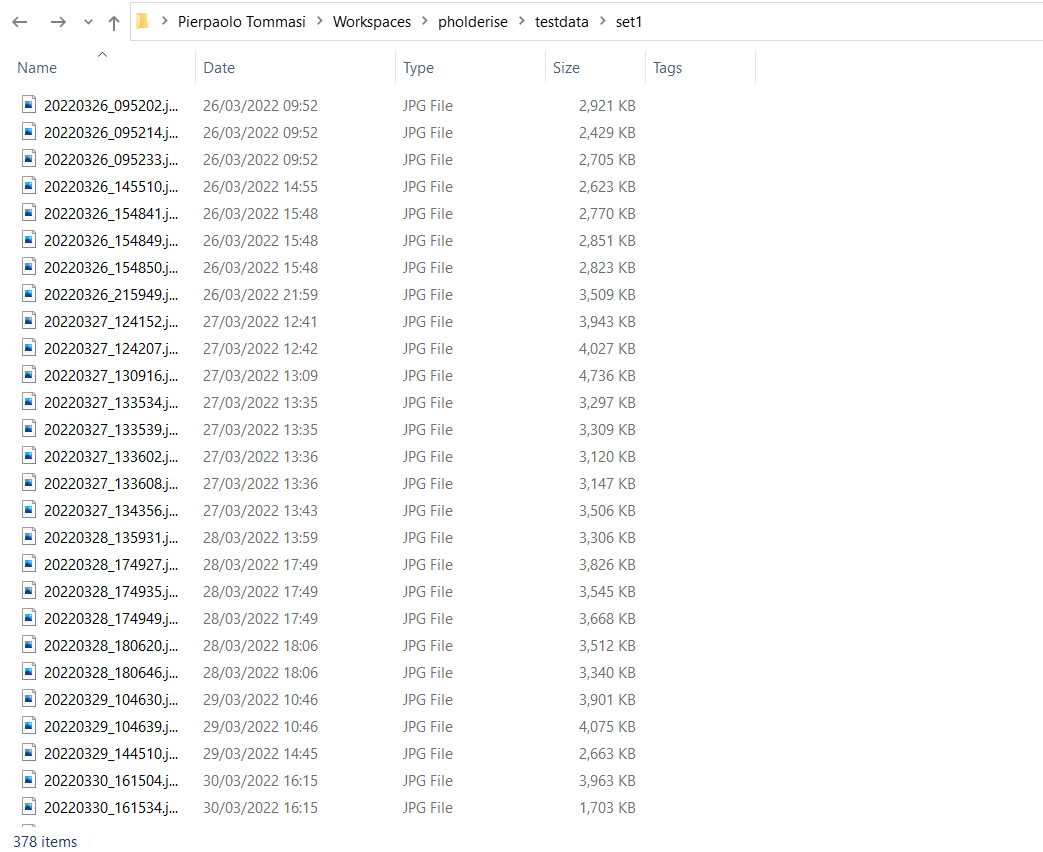 Pierpaolo Tommasi > Workspaces > pholderise > testdata > set1
Name Date Type Size Tags
20220326_095202.j... 26/03/2022 09:52 JPG File 2,921 KB
20220326_095214.j... 26/03/2022 09:52 JPG File 2,429 KB
20220326_095233.j... 26/03/2022 09:52 JPG File 2,705 KB
20220326_145510.j... 26/03/2022 14:55 JPG File 2,623 KB
20220326_154841.j... 26/03/2022 15:48 JPG File 2,770 KB
20220326_154849.j... 26/03/2022 15:48 JPG File 2,851 KB
20220326_154850.j... 26/03/2022 15:48 JPG File 2,823 KB
20220326_215949.j... 26/03/2022 21:59 JPG File 3,509 KB
20220327_124152.j... 27/03/2022 12:41 JPG File 3,943 KB
20220327_124207.j... 27/03/2022 12:42 JPG File 4,027 KB
20220327_130916.j... 27/03/2022 13:09 JPG File 4,736 KB
20220327_133534.j... 27/03/2022 13:35 JPG File 3,297 KB
20220327_133539.j... 27/03/2022 13:35 JPG File 3,309 KB
20220327_133602.j... 27/03/2022 13:36 JPG File 3,120 KB
20220327_133608.j... 27/03/2022 13:36 JPG File 3,147 KB
20220327_134356.j... 27/03/2022 13:43 JPG File 3,506 KB
20220328_135931.j... 28/03/2022 13:59 JPG File 3,306 KB
20220328_174927.j... 28/03/2022 17:49 JPG File 3,826 KB
20220328_174935.j... 28/03/2022 17:49 JPG File 3,545 KB
20220328_174949.j... 28/03/2022 17:49 JPG File 3,668 KB
20220328_180620.j... 28/03/2022 18:06 JPG File 3,512 KB
20220328_180646.j... 28/03/2022 18:06 JPG File 3,340 KB
20220329_104630.j... 29/03/2022 10:46 JPG File 3,901 KB
20220329_104639.j... 29/03/2022 10:46 JPG File 4,075 KB
20220329_144510.j... 29/03/2022 14:45 JPG File 2,663 KB
20220330_161504.j... 30/03/2022 16:15 JPG File 3,963 KB
20220330_161534.j... 30/03/2022 16:15 JPG File 1,703 KB
378 items